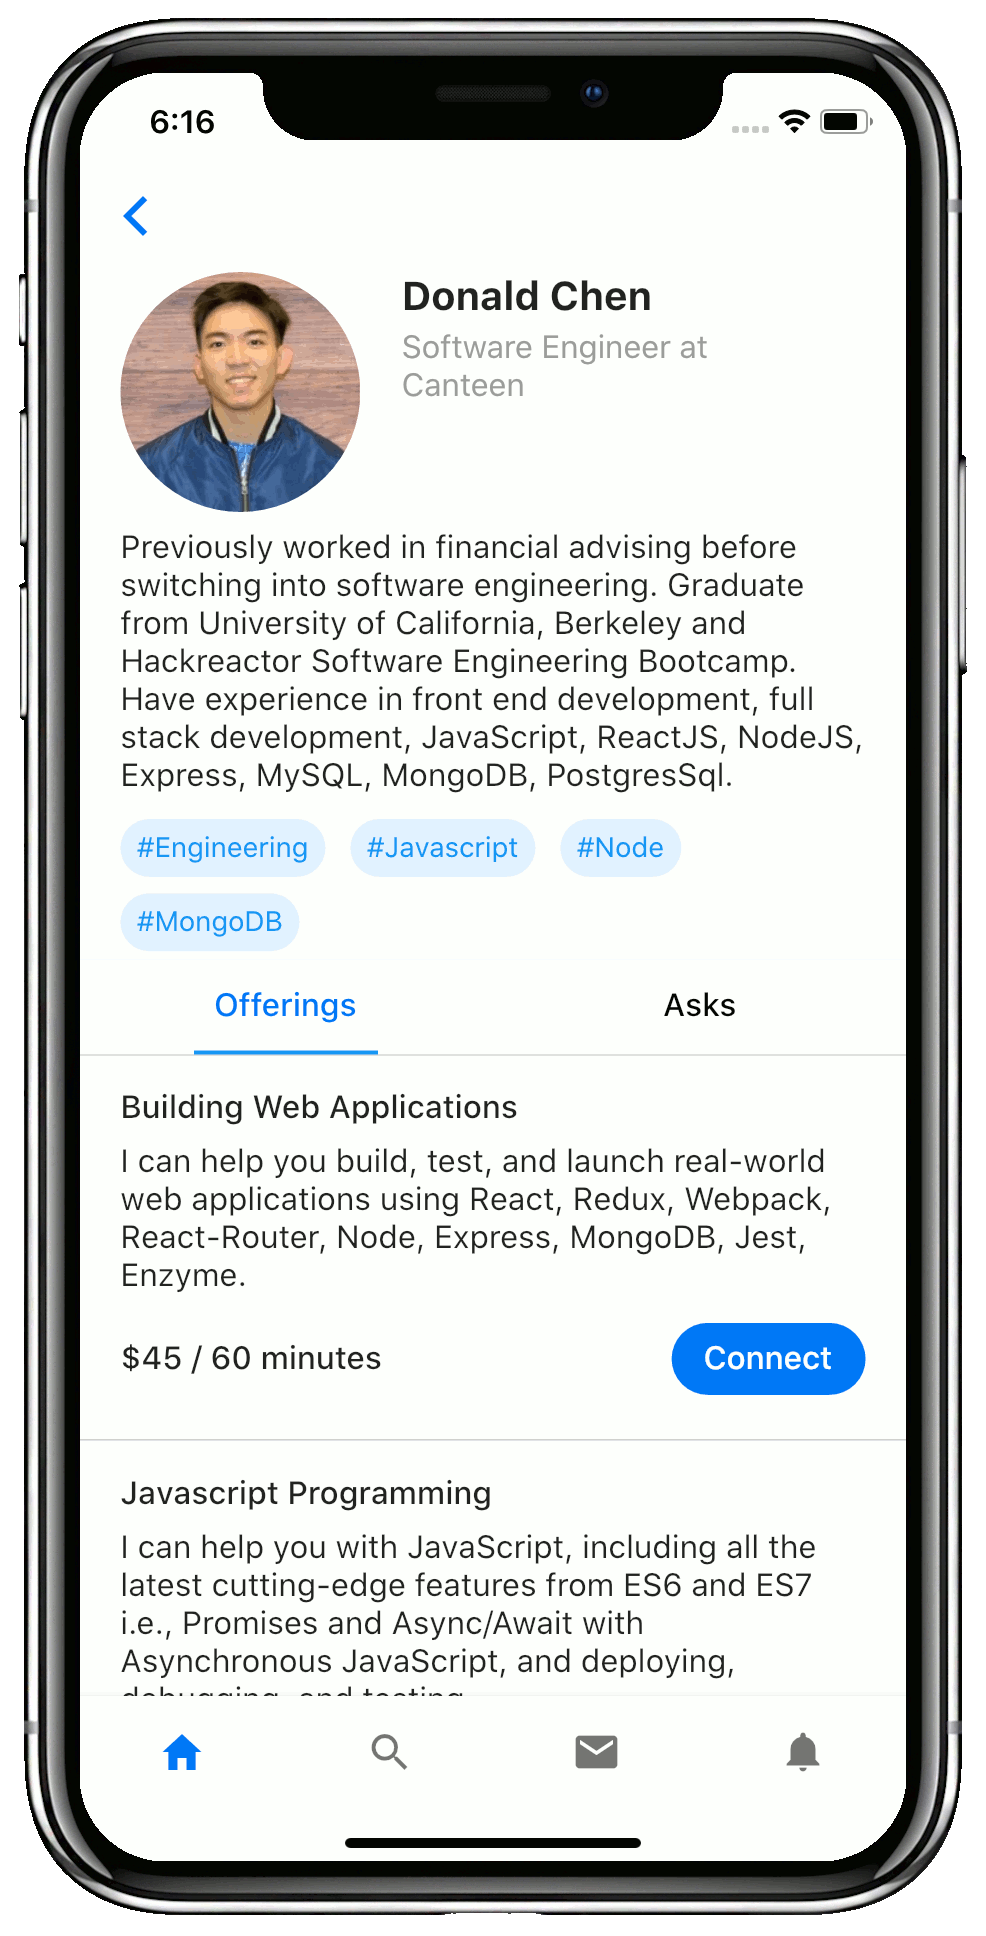 6:16
Donald Chen
Software Engineer at
Canteen
Previously worked in financial advising before
switching into software engineering. Graduate
from University of California, Berkeley and
Hackreactor Software Engineering Bootcamp.
Have experience in front end development, full
stack development, JavaScript, ReactJS, NodeJS,
Express, MySQL, MongoDB, PostgresSql.
#Engineering #Javascript #Node
#MongoDB
Offerings Asks
Building Web Applications
I can help you build, test, and launch real-world
web applications using React, Redux, Webpack,
React-Router, Node, Express, MongoDB, Jest,
Enzyme.
$45 / 60 minutes Connect
Javascript Programming
I can help you with JavaScript, including all the
latest cutting-edge features from ES6 and ES7
i.e., Promises and Async/Await with
Asynchronous JavaScript, and deploying,
debugging, and testing